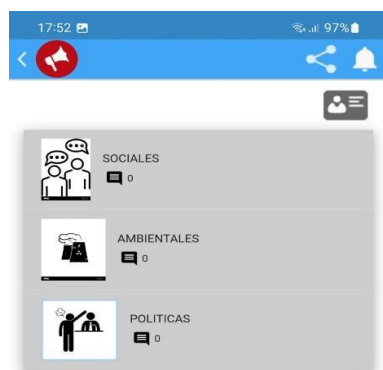 17:52
97%
SOCIALES
0
AMBIENTALES
0
POLITICAS
0